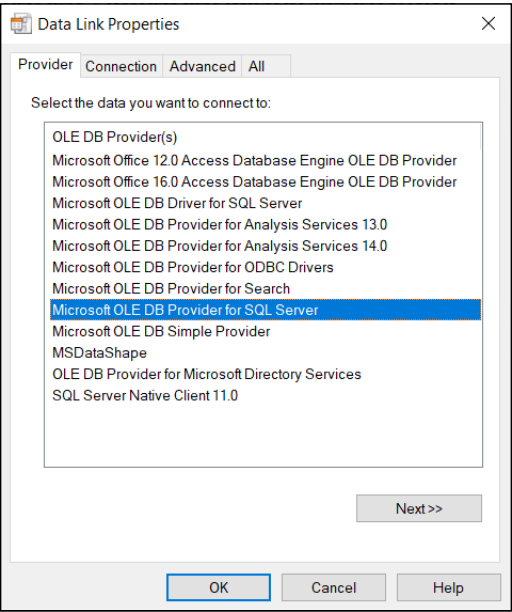 Data Link Properties
Provider Connection Advanced All
Select the data you want to connect to:
OLE DB Provider(s)
Microsoft Office 12.0 Access Database Engine OLE DB Provider
Microsoft Office 16.0 Access Database Engine OLE DB Provider
Microsoft OLE DB Driver for SQL Server
Microsoft OLE DB Provider for Analysis Services 13.0
Microsoft OLE DB Provider for Analysis Services 14.0
Microsoft OLE DB Provider for ODBC Drivers
Microsoft OLE DB Provider for Search
Microsoft OLE DB Provider for SQL Server
Microsoft OLE DB Simple Provider
MSDataShape
OLE DB Provider for Microsoft Directory Services
SQL Server Native Client 11.0
Next >>
OK Cancel Help